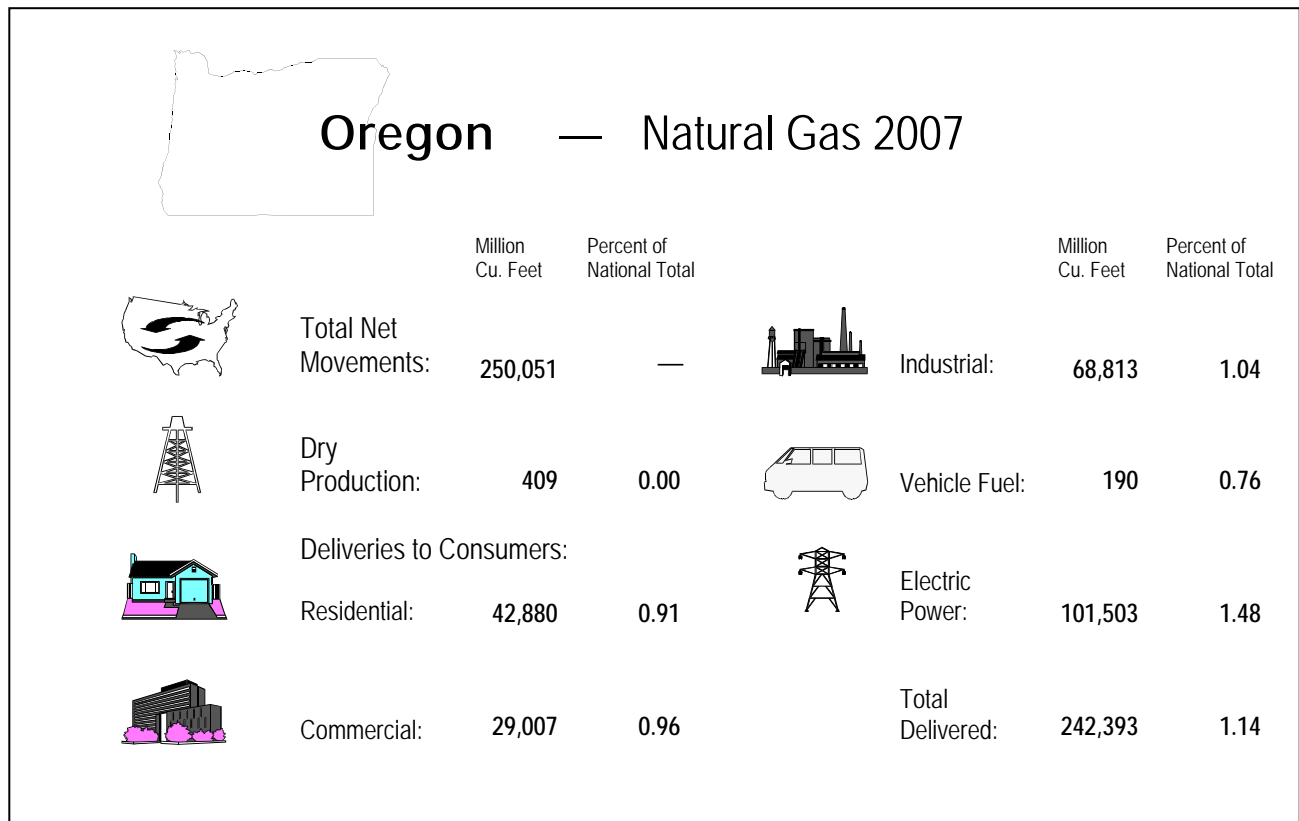 Oregon — Natural Gas 2007
Million
Cu. Feet
Percent of
National Total
Million
Cu. Feet
Percent of
National Total
Total Net
Movements: 250,051 —
Industrial: 68,813 1.04
Dry
Production: 409 0.00
Vehicle Fuel: 190 0.76
Deliveries to Consumers:
Residential: 42,880 0.91
Electric
Power: 101,503 1.48
Commercial: 29,007 0.96
Total
Delivered: 242,393 1.14